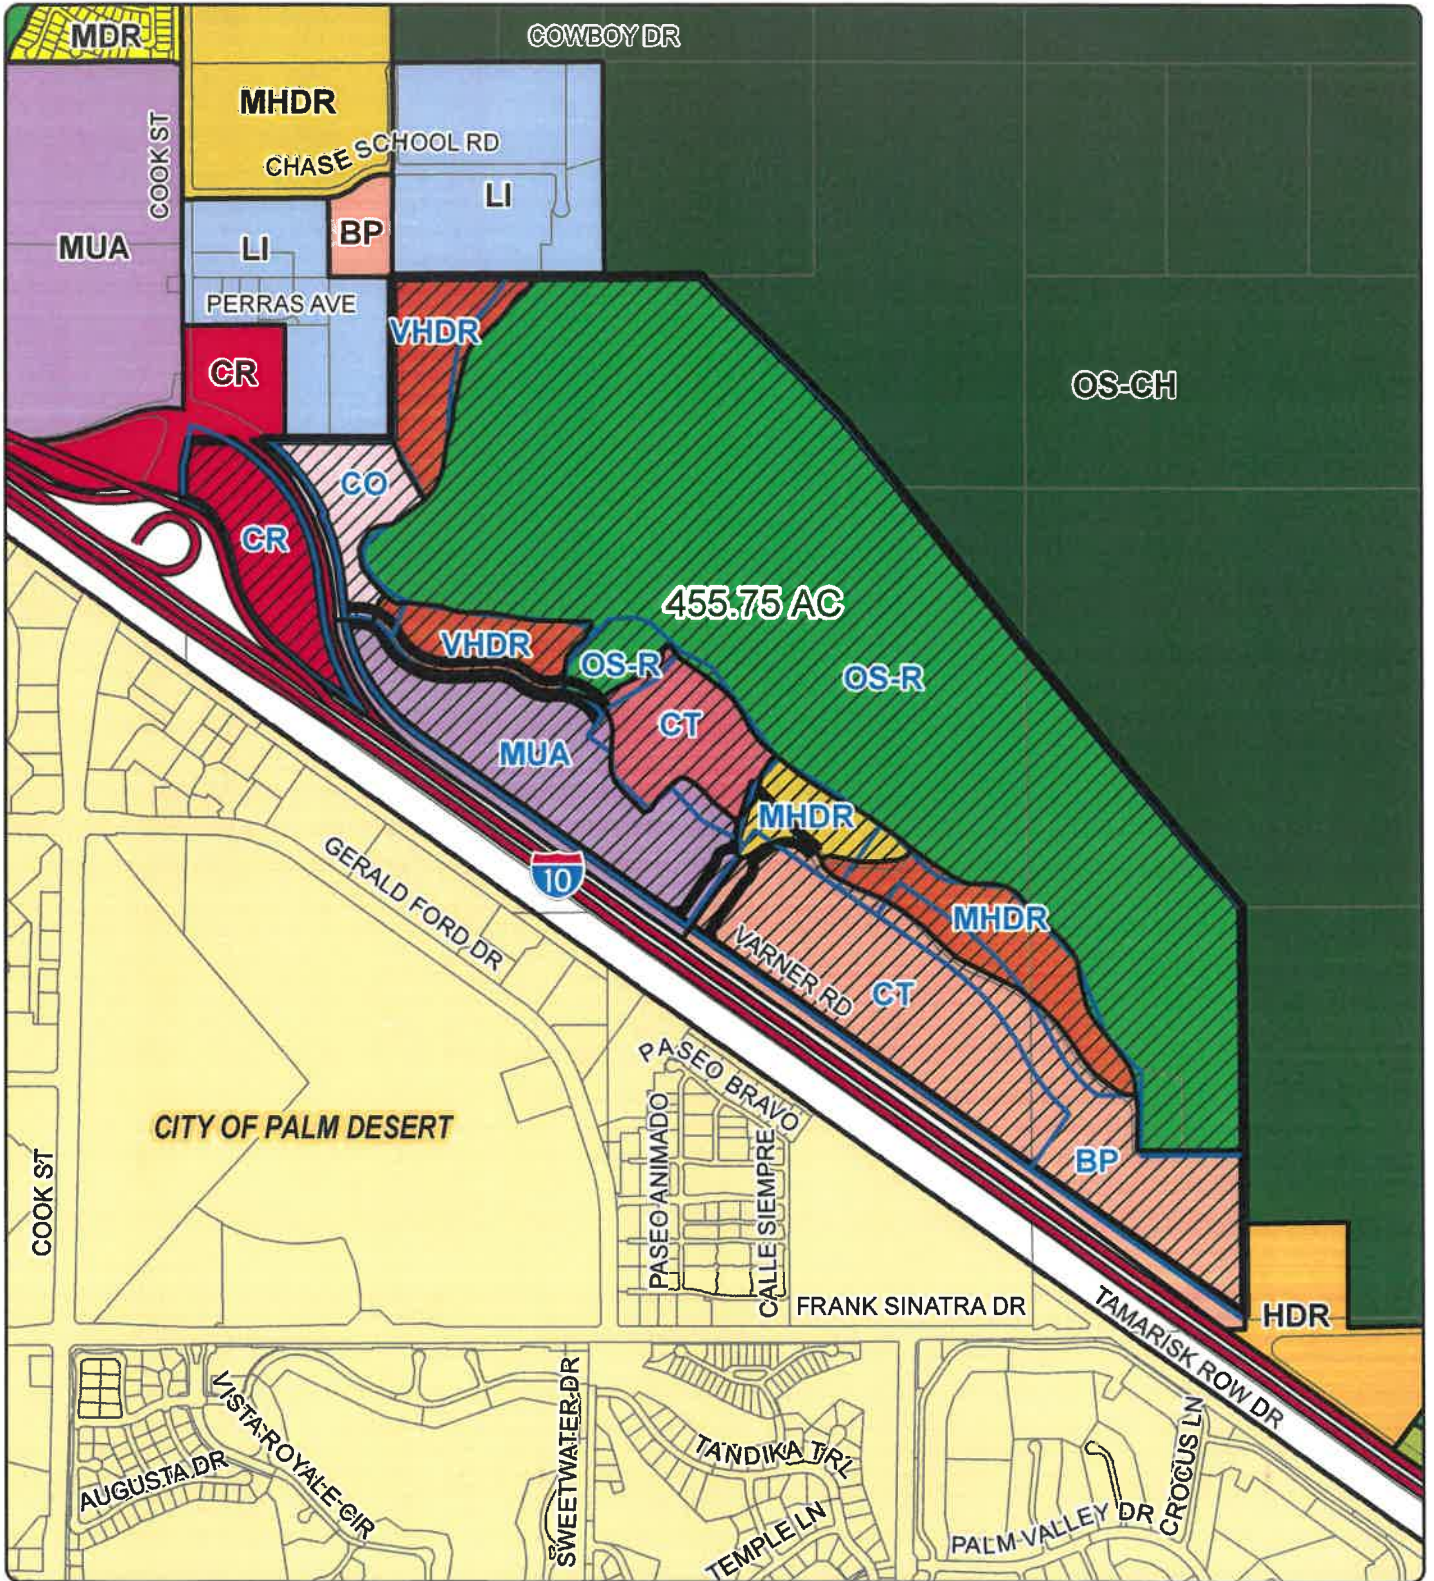 MDR
COWBOY DR
MHDR
COOK ST
CHASE SCHOOL RD
LI
MUA
LI
BP
PERRAS AVE
VHDR
CR
OS-CH
CO
CR
455.75 AC
VHDR
OS-R
OS-R
CT
MUA
MHDR
10
GERALD FORD DR
MHDR
VARNER RD
CT
PASEO BRAVO
CITY OF PALM DESERT
PASEO ANIMADO
CALLE SIEMPRE
BP
COOK ST
FRANK SINATRA DR
TAMARISK ROW DR
HDR
VISTA ROYALE CIR
SWEETWATER DR
TANDIKA TRL
CROCUS LN
AUGUSTA DR
TEMPLE LN
PALM VALLEY DR